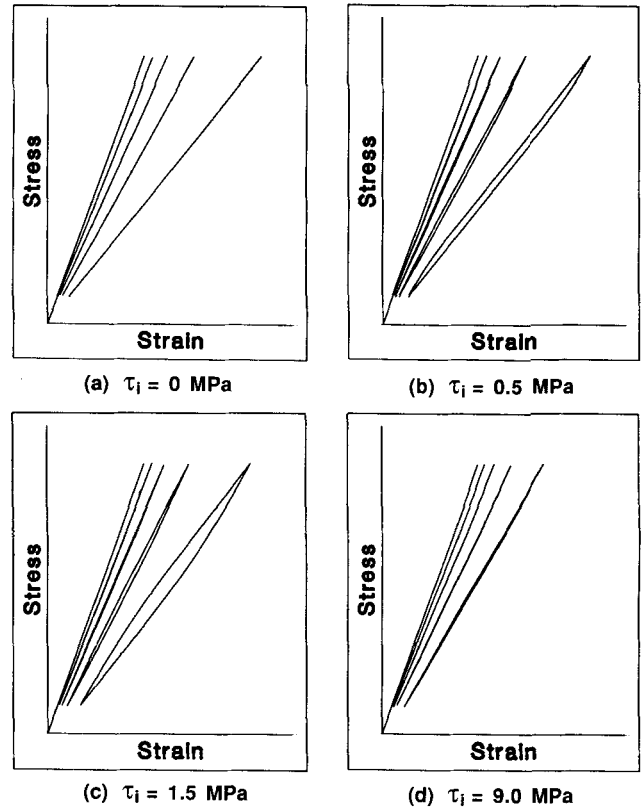 Stress
Strain
(a) τi = 0 MPa
Stress
Strain
(b) τi = 0.5 MPa
Stress
Strain
(c) τi = 1.5 MPa
Stress
Strain
(d) τi = 9.0 MPa